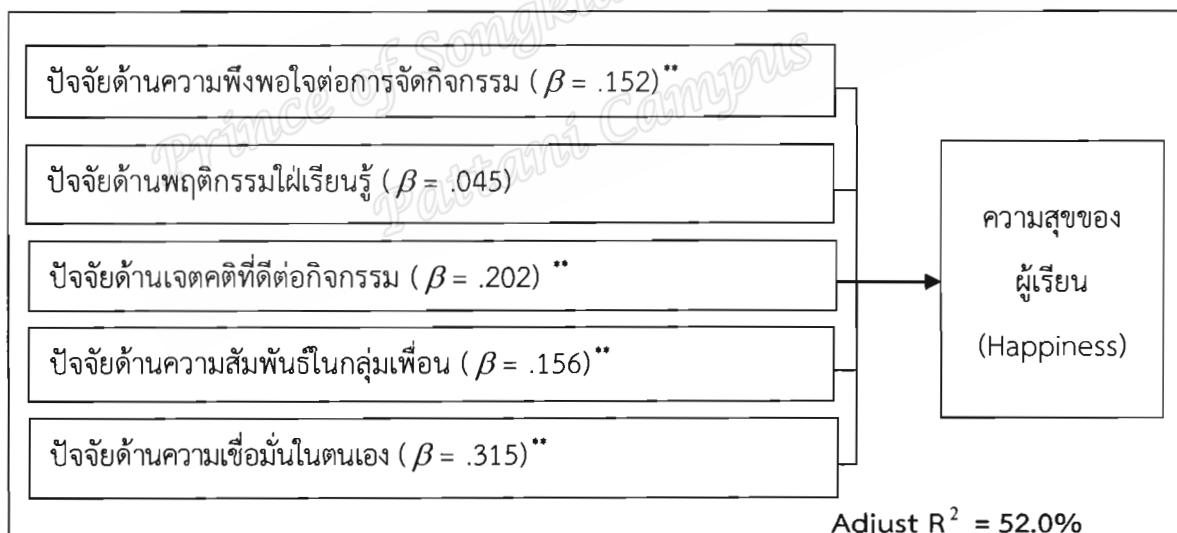 Prince of Songkla
Pattani Campus
ปัจจัยด้านความพึงพอใจต่อการจัดกิจกรรม ( β = .152)**
ปัจจัยด้านพฤติกรรมใฝ่เรียนรู้ ( β = .045)
ปัจจัยด้านเจตคติที่ดีต่อกิจกรรม ( β = .202) **
ปัจจัยด้านความสัมพันธ์ในกลุ่มเพื่อน ( β = .156)**
ปัจจัยด้านความเชื่อมั่นในตนเอง ( β = .315)**
ความสุขของ
ผู้เรียน
(Happiness)
Adjust R² = 52.0%